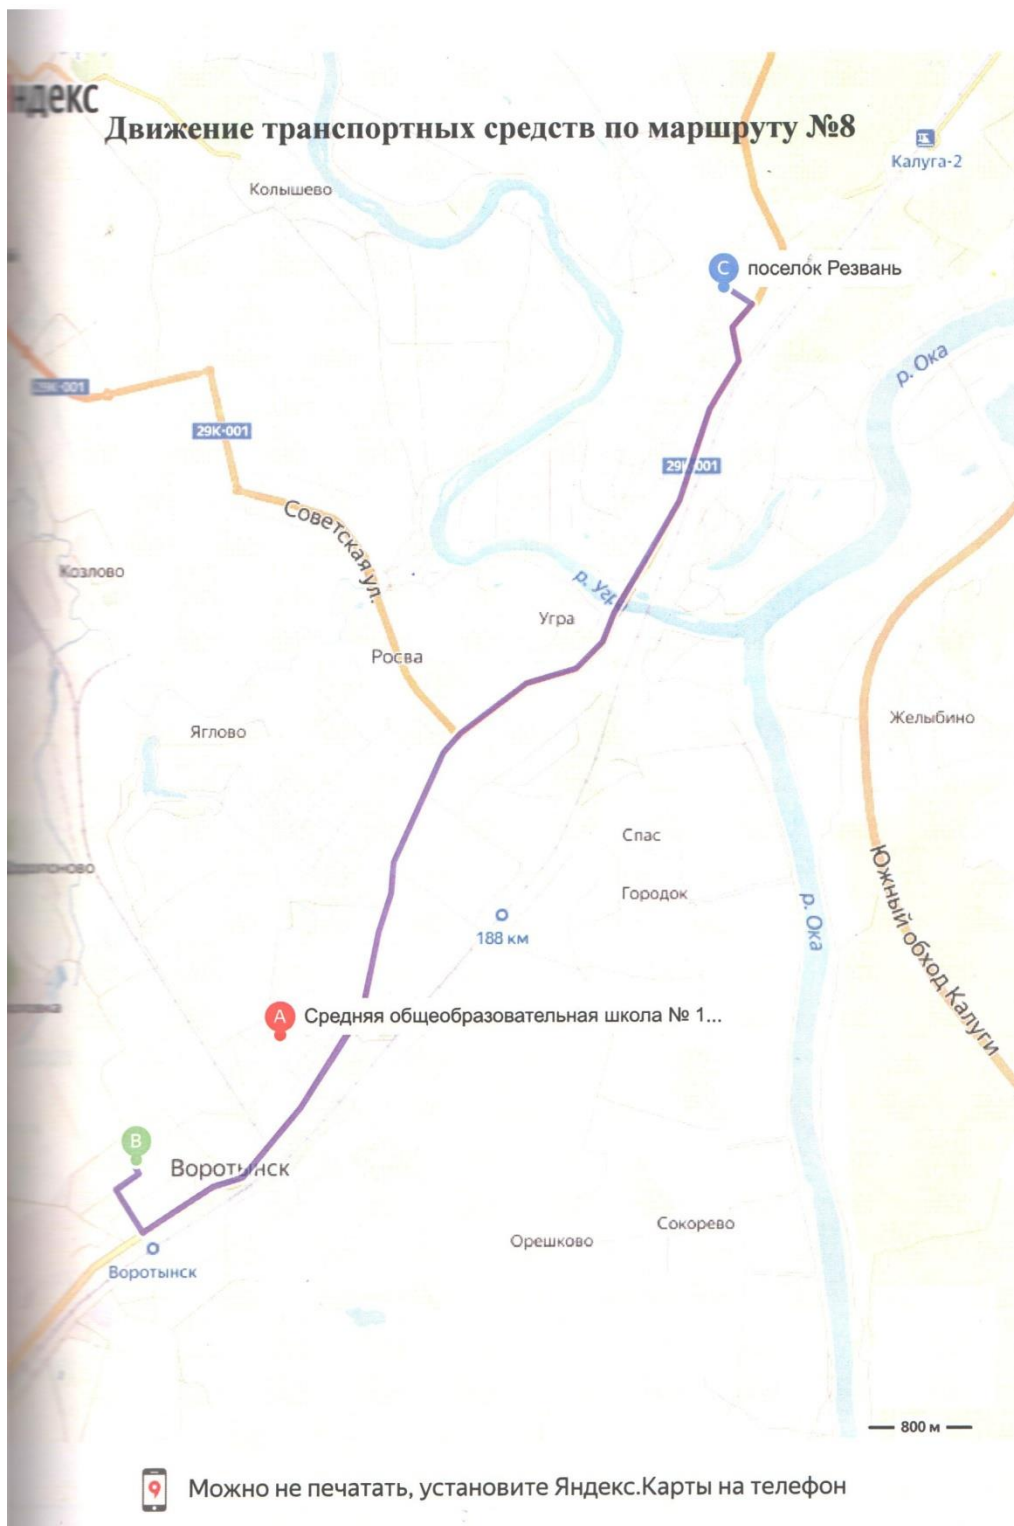 ндекс
Движение транспортных средств по маршруту №8
Калуга-2
Колышево
C
поселок Резвань
р. Ока
29К-001
29К-001
29К-001
Советская ул.
Козлово
р. Угра
Угра
Росва
Желыбино
Яглово
Спас
Городок
Южный обход Калуги
р. Ока
188 км
A
Средняя общеобразовательная школа № 1...
B
Воротынск
Сокорево
Орешково
Воротынск
800 м
Можно не печатать, установите Яндекс.Карты на телефон